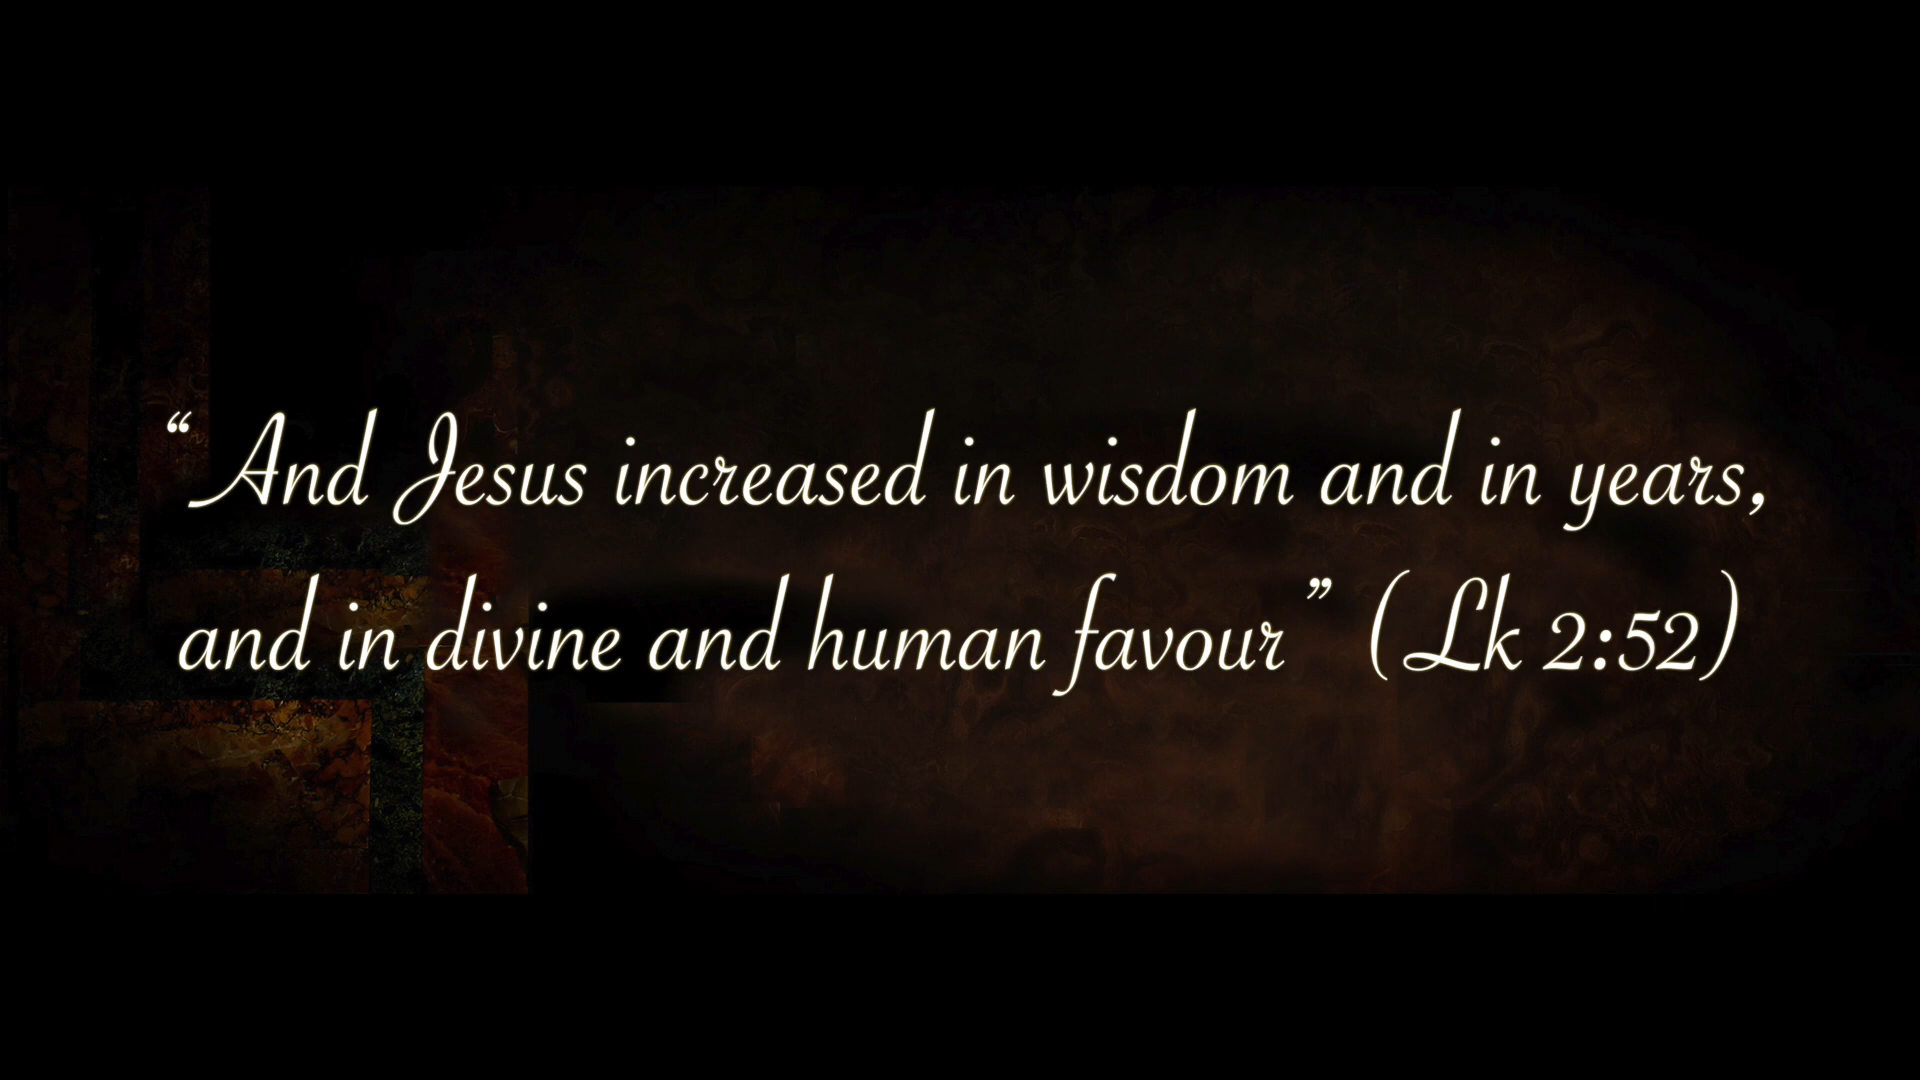 “And Jesus increased in wisdom and in years,
and in divine and human favour” (Lk 2:52)